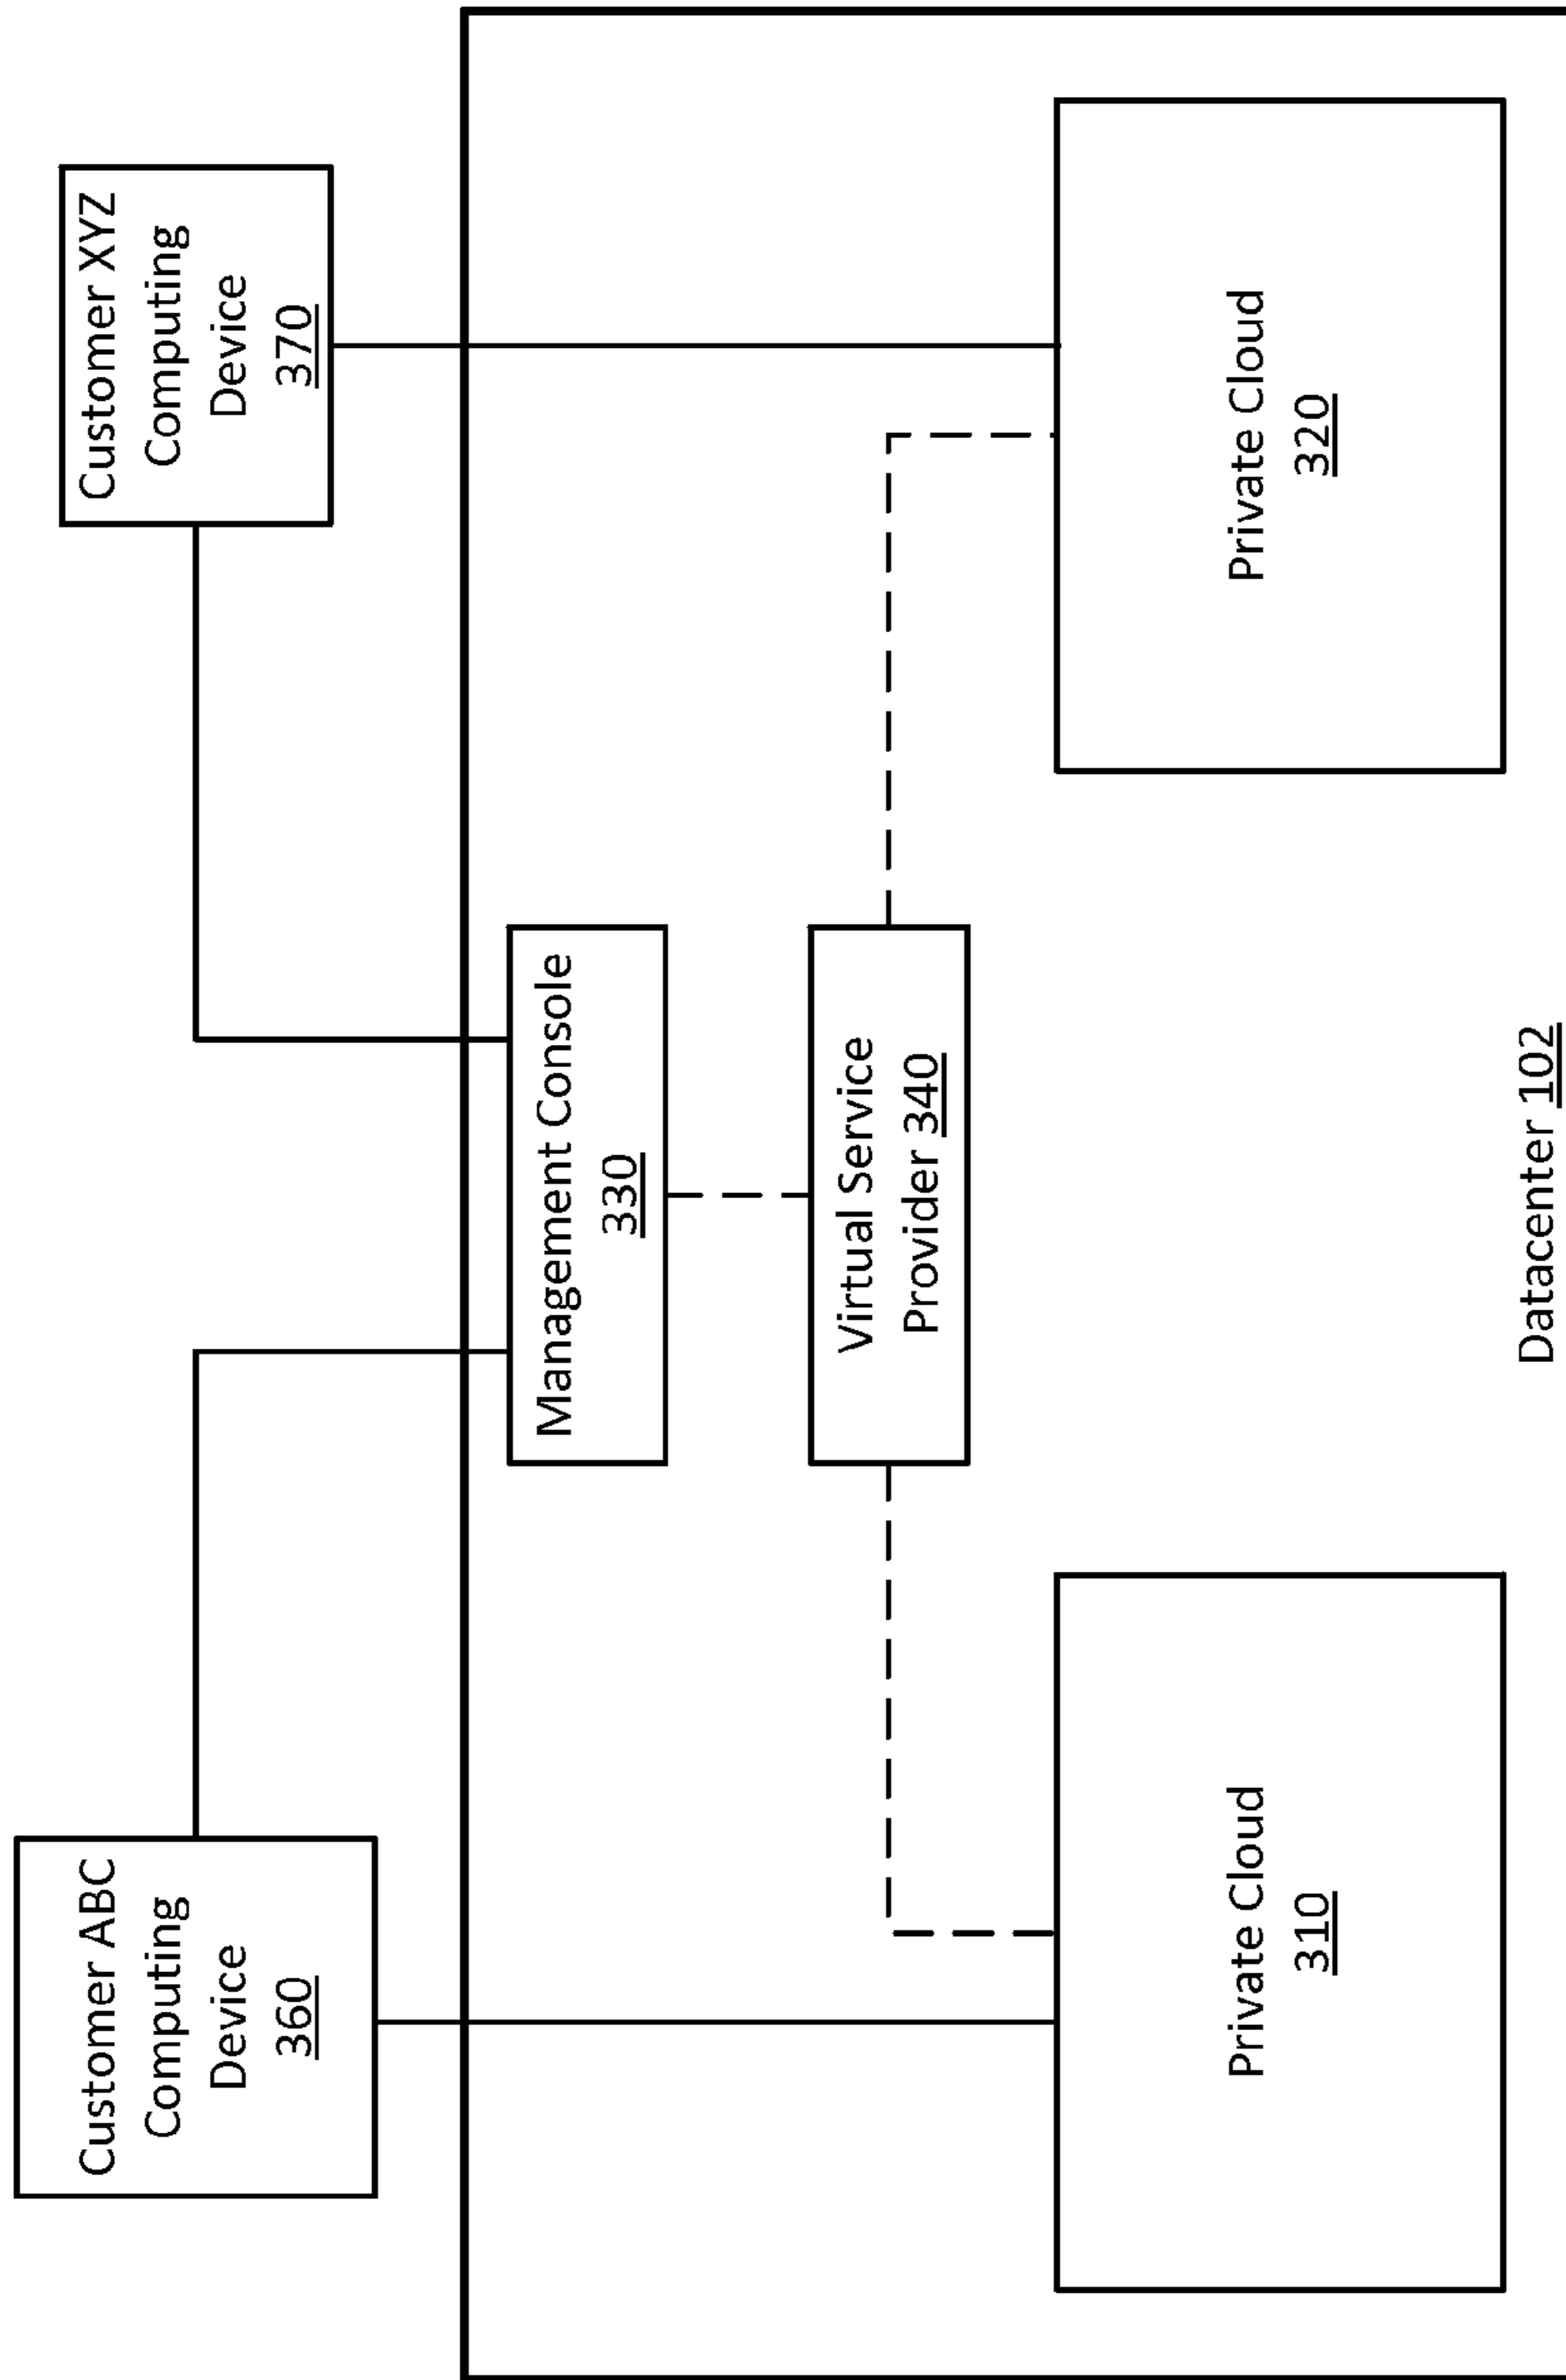 Customer ABC
Computing
Device
360
Customer XYZ
Computing
Device
370
Management Console
330
Virtual Service
Provider 340
Private Cloud
310
Private Cloud
320
Datacenter 102